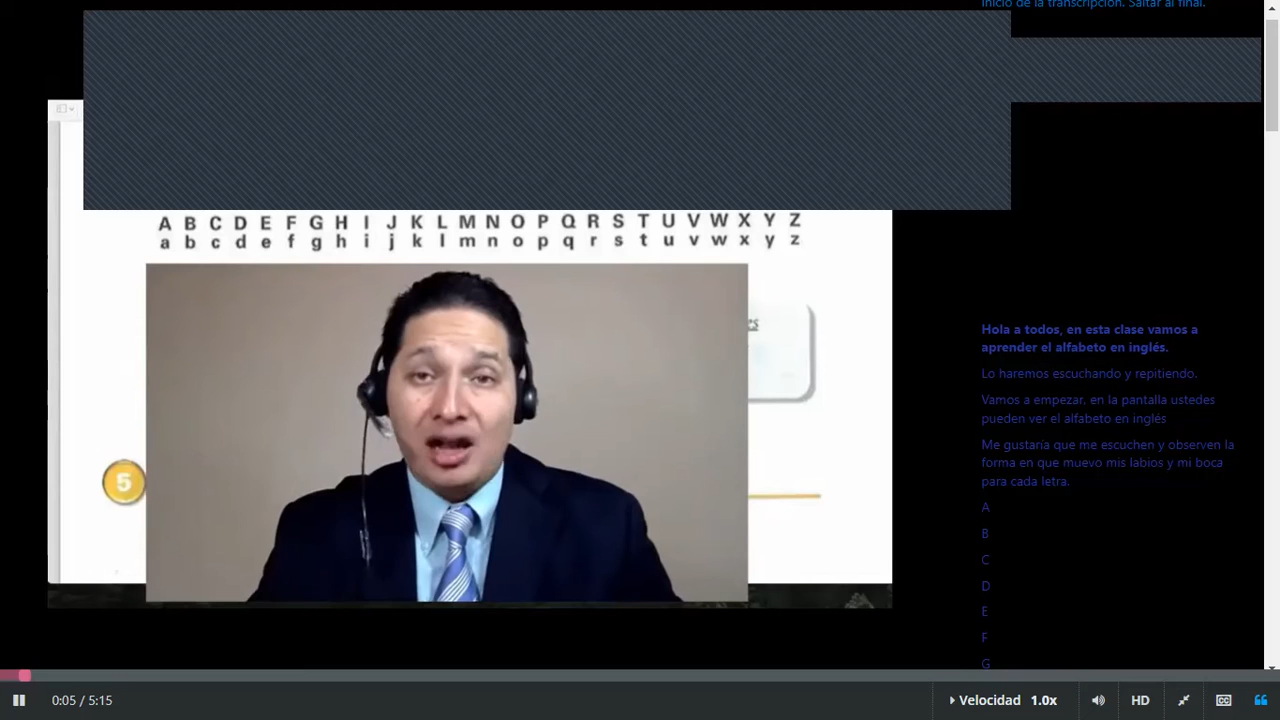 Inicio de la transcripción. Saltar al final.
A B C D E F G H I J K L M N O P Q R S T U V W X Y Z
a b c d e f g h i j k l m n o p q r s t u v w x y z
5
Hola a todos, en esta clase vamos a
aprender el alfabeto en inglés.
Lo haremos escuchando y repitiendo.
Vamos a empezar, en la pantalla ustedes
pueden ver el alfabeto en inglés
Me gustaría que me escuchen y observen la
forma en que muevo mis labios y mi boca
para cada letra.
A
B
C
D
E
F
G
0:05 / 5:15
Velocidad 1.0x
HD
CC